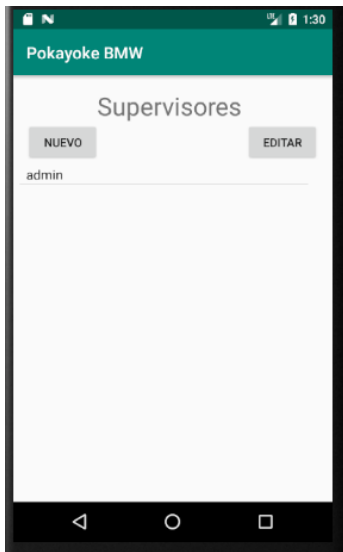 1:30
Pokayoke BMW
Supervisores
NUEVO EDITAR
admin